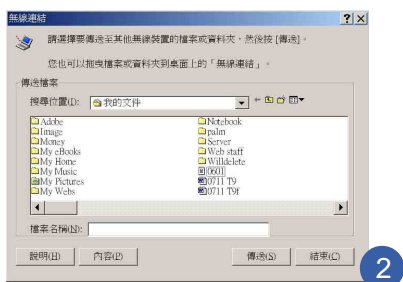 無線連結
請選擇要傳送至其他無線裝置的檔案或資料夾，然後按 [傳送]。
您也可以拖曳檔案或資料夾到桌面上的「無線連結」。
傳送檔案
搜尋位置(I): 我的文件
Adobe
Image
Money
My eBooks
My Home
My Music
My Pictures
My Webs
Notebook
palm
Server
Web staff
Willdelete
[0601]
0711 T9
0711 T9f
檔案名稱(N):
說明(H) 內容(P) 傳送(S) 結束(C)
2